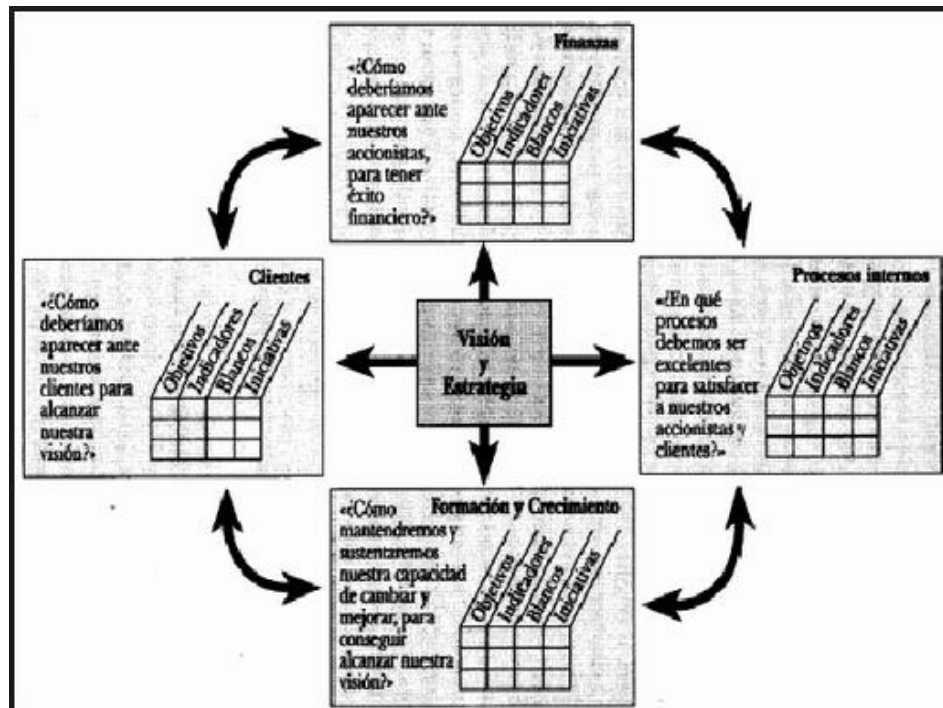 Finanzas
«¿Cómo
deberíamos
aparecer ante
nuestros
accionistas,
para tener
éxito
financiero?»
Objetivos
Indicadores
Blancos
Iniciativas
Clientes
«¿Cómo
deberíamos
aparecer ante
nuestros
clientes para
alcanzar
nuestra
visión?»
Objetivos
Indicadores
Blancos
Iniciativas
Visión
y
Estrategia
Procesos internos
«¿En qué
procesos
debemos ser
excelentes
para satisfacer
a nuestros
accionistas y
clientes?»
Objetivos
Indicadores
Blancos
Iniciativas
Formación y Crecimiento
«¿Cómo
mantendremos y
sustentaremos
nuestra capacidad
de cambiar y
mejorar, para
conseguir
alcanzar nuestra
visión?»
Objetivos
Indicadores
Blancos
Iniciativas